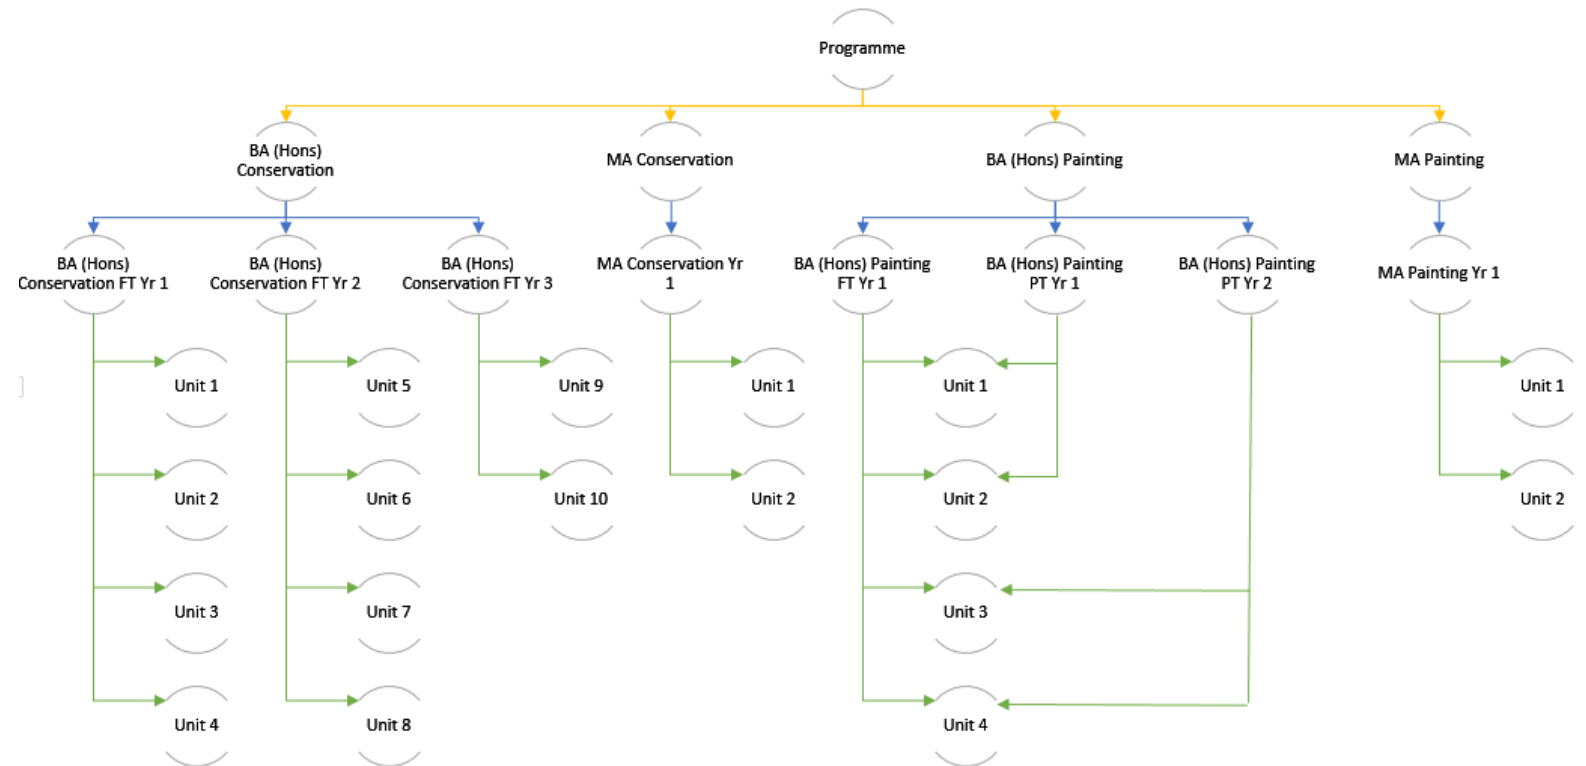 Programme
BA (Hons)
Conservation
MA Conservation
BA (Hons) Painting
MA Painting
BA (Hons)
Conservation FT Yr 1
BA (Hons)
Conservation FT Yr 2
BA (Hons)
Conservation FT Yr 3
MA Conservation Yr
1
BA (Hons) Painting
FT Yr 1
BA (Hons) Painting
PT Yr 1
BA (Hons) Painting
PT Yr 2
MA Painting Yr 1
Unit 1
Unit 5
Unit 9
Unit 1
Unit 1
Unit 1
Unit 2
Unit 6
Unit 10
Unit 2
Unit 2
Unit 2
Unit 3
Unit 7
Unit 3
Unit 4
Unit 8
Unit 4